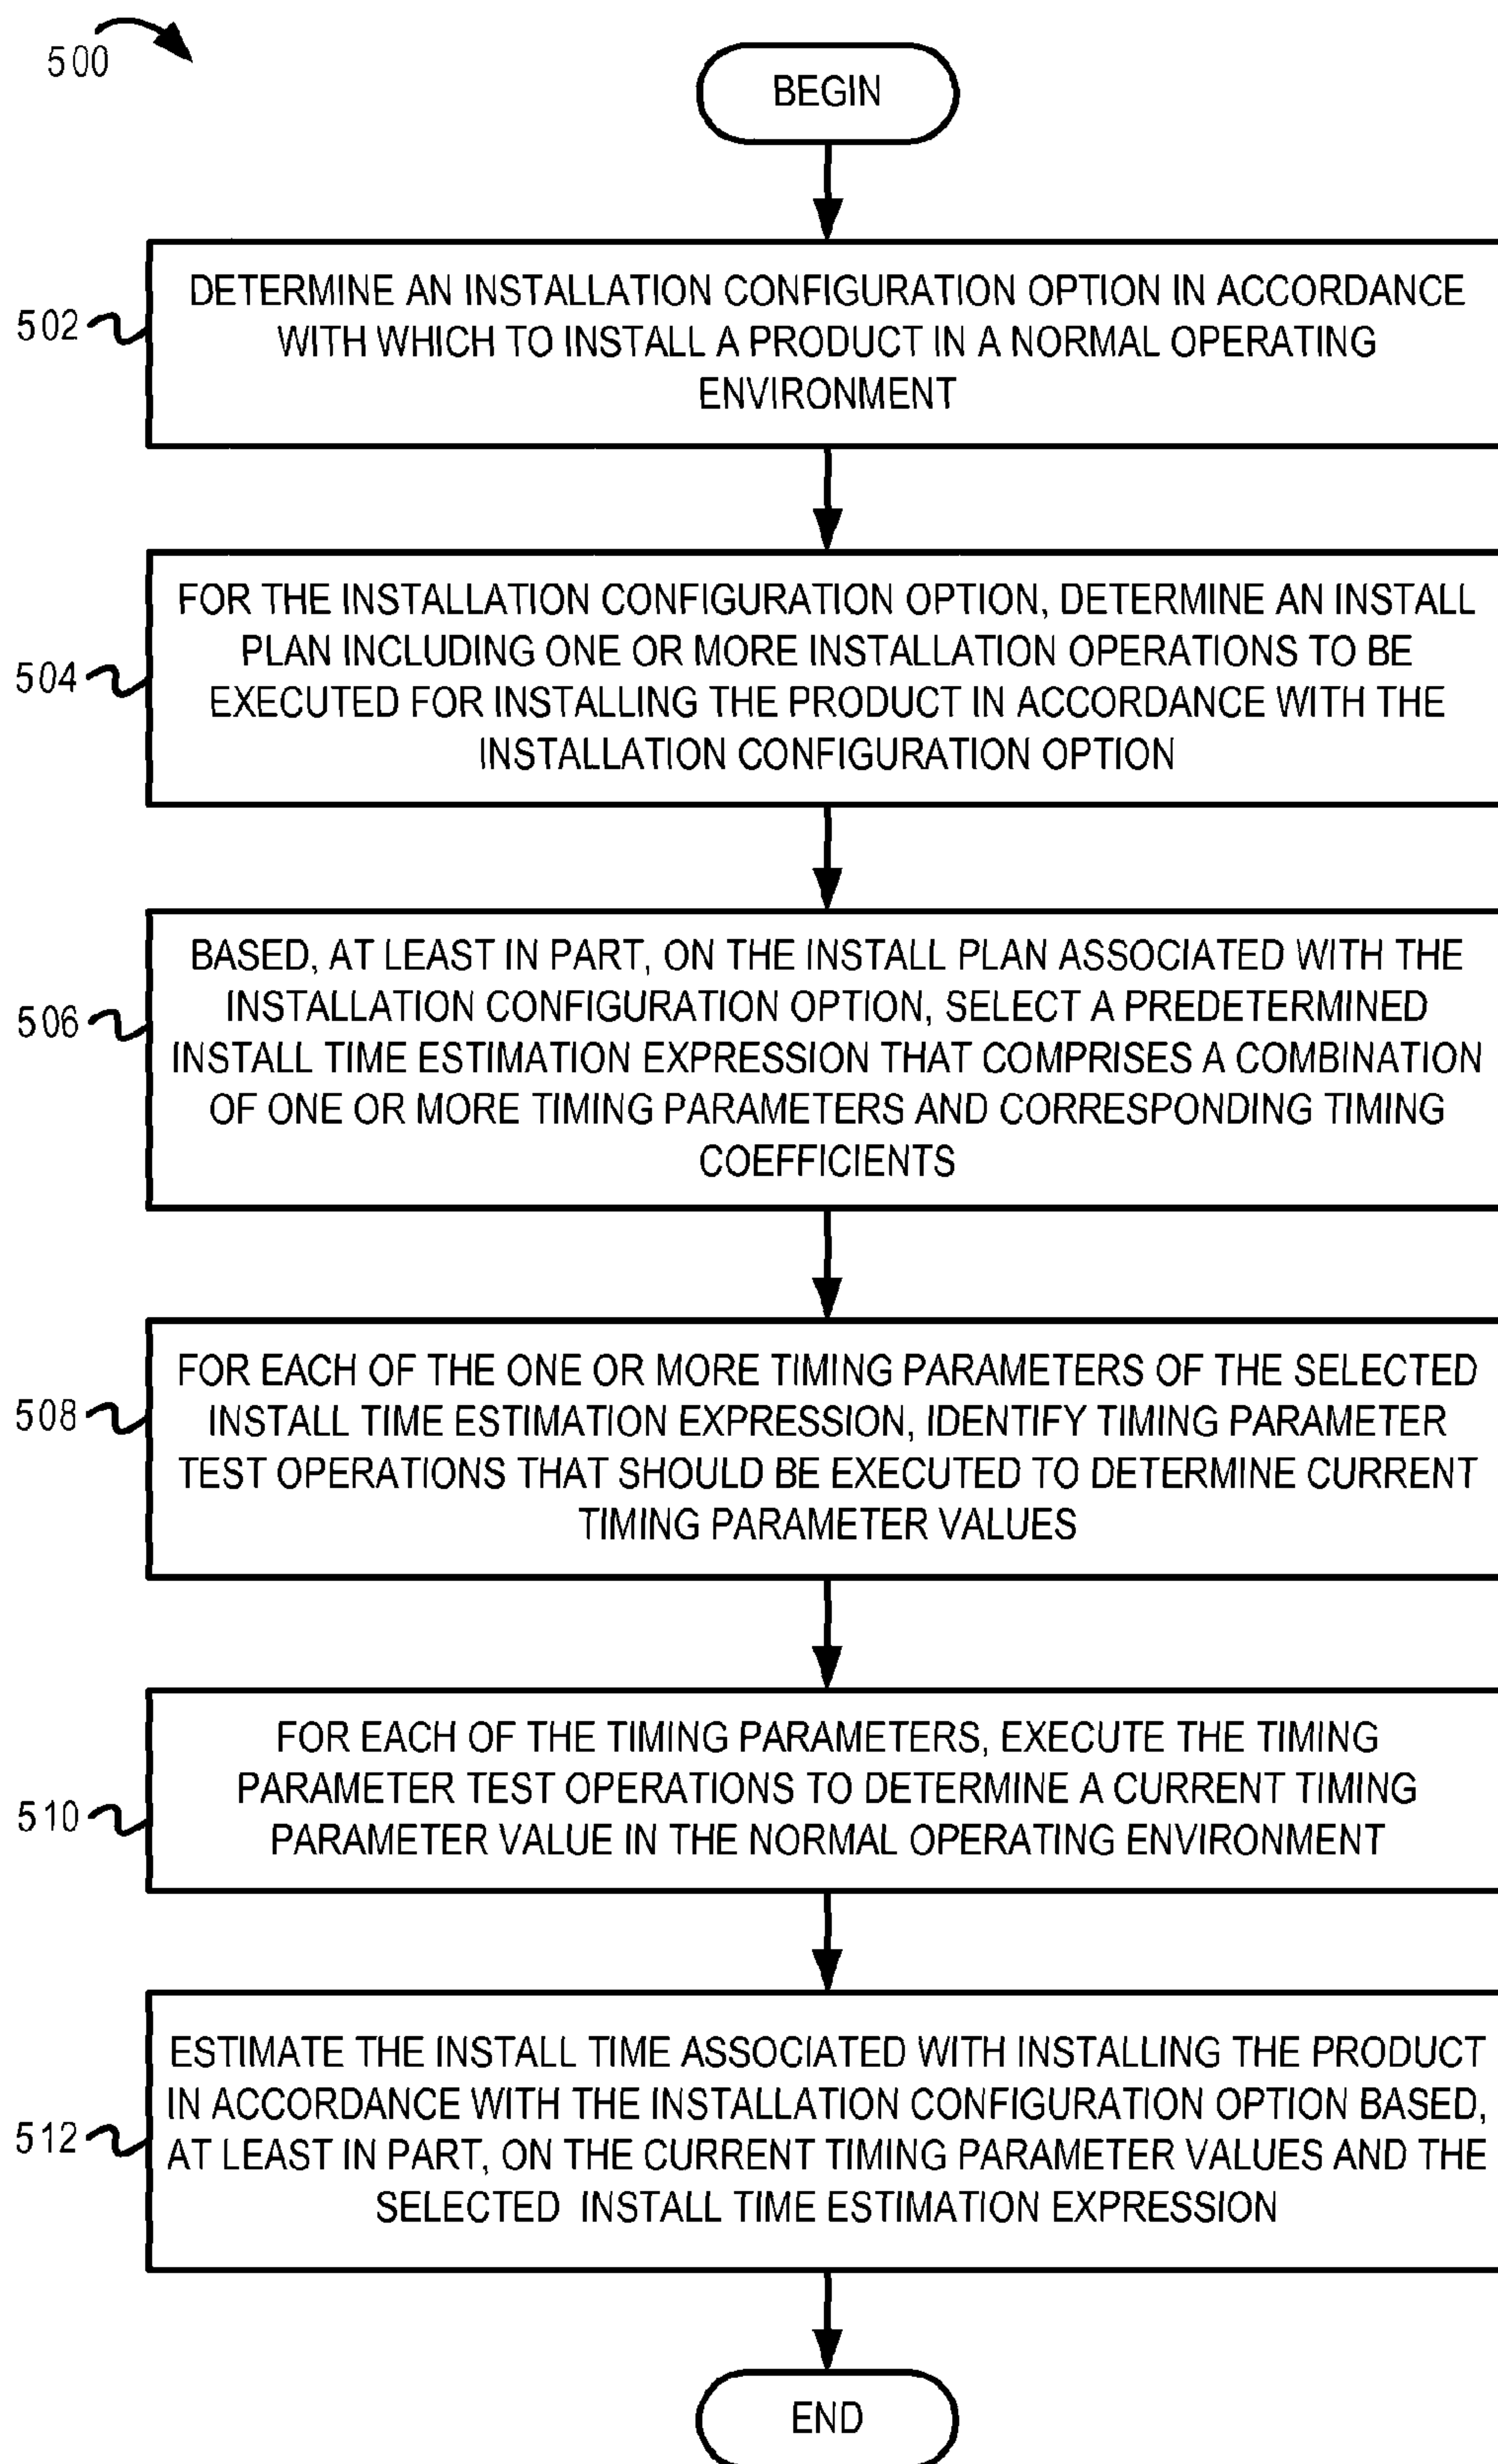 500
BEGIN
502
DETERMINE AN INSTALLATION CONFIGURATION OPTION IN ACCORDANCE
WITH WHICH TO INSTALL A PRODUCT IN A NORMAL OPERATING
ENVIRONMENT
504
FOR THE INSTALLATION CONFIGURATION OPTION, DETERMINE AN INSTALL
PLAN INCLUDING ONE OR MORE INSTALLATION OPERATIONS TO BE
EXECUTED FOR INSTALLING THE PRODUCT IN ACCORDANCE WITH THE
INSTALLATION CONFIGURATION OPTION
506
BASED, AT LEAST IN PART, ON THE INSTALL PLAN ASSOCIATED WITH THE
INSTALLATION CONFIGURATION OPTION, SELECT A PREDETERMINED
INSTALL TIME ESTIMATION EXPRESSION THAT COMPRISES A COMBINATION
OF ONE OR MORE TIMING PARAMETERS AND CORRESPONDING TIMING
COEFFICIENTS
508
FOR EACH OF THE ONE OR MORE TIMING PARAMETERS OF THE SELECTED
INSTALL TIME ESTIMATION EXPRESSION, IDENTIFY TIMING PARAMETER
TEST OPERATIONS THAT SHOULD BE EXECUTED TO DETERMINE CURRENT
TIMING PARAMETER VALUES
510
FOR EACH OF THE TIMING PARAMETERS, EXECUTE THE TIMING
PARAMETER TEST OPERATIONS TO DETERMINE A CURRENT TIMING
PARAMETER VALUE IN THE NORMAL OPERATING ENVIRONMENT
512
ESTIMATE THE INSTALL TIME ASSOCIATED WITH INSTALLING THE PRODUCT
IN ACCORDANCE WITH THE INSTALLATION CONFIGURATION OPTION BASED,
AT LEAST IN PART, ON THE CURRENT TIMING PARAMETER VALUES AND THE
SELECTED INSTALL TIME ESTIMATION EXPRESSION
END